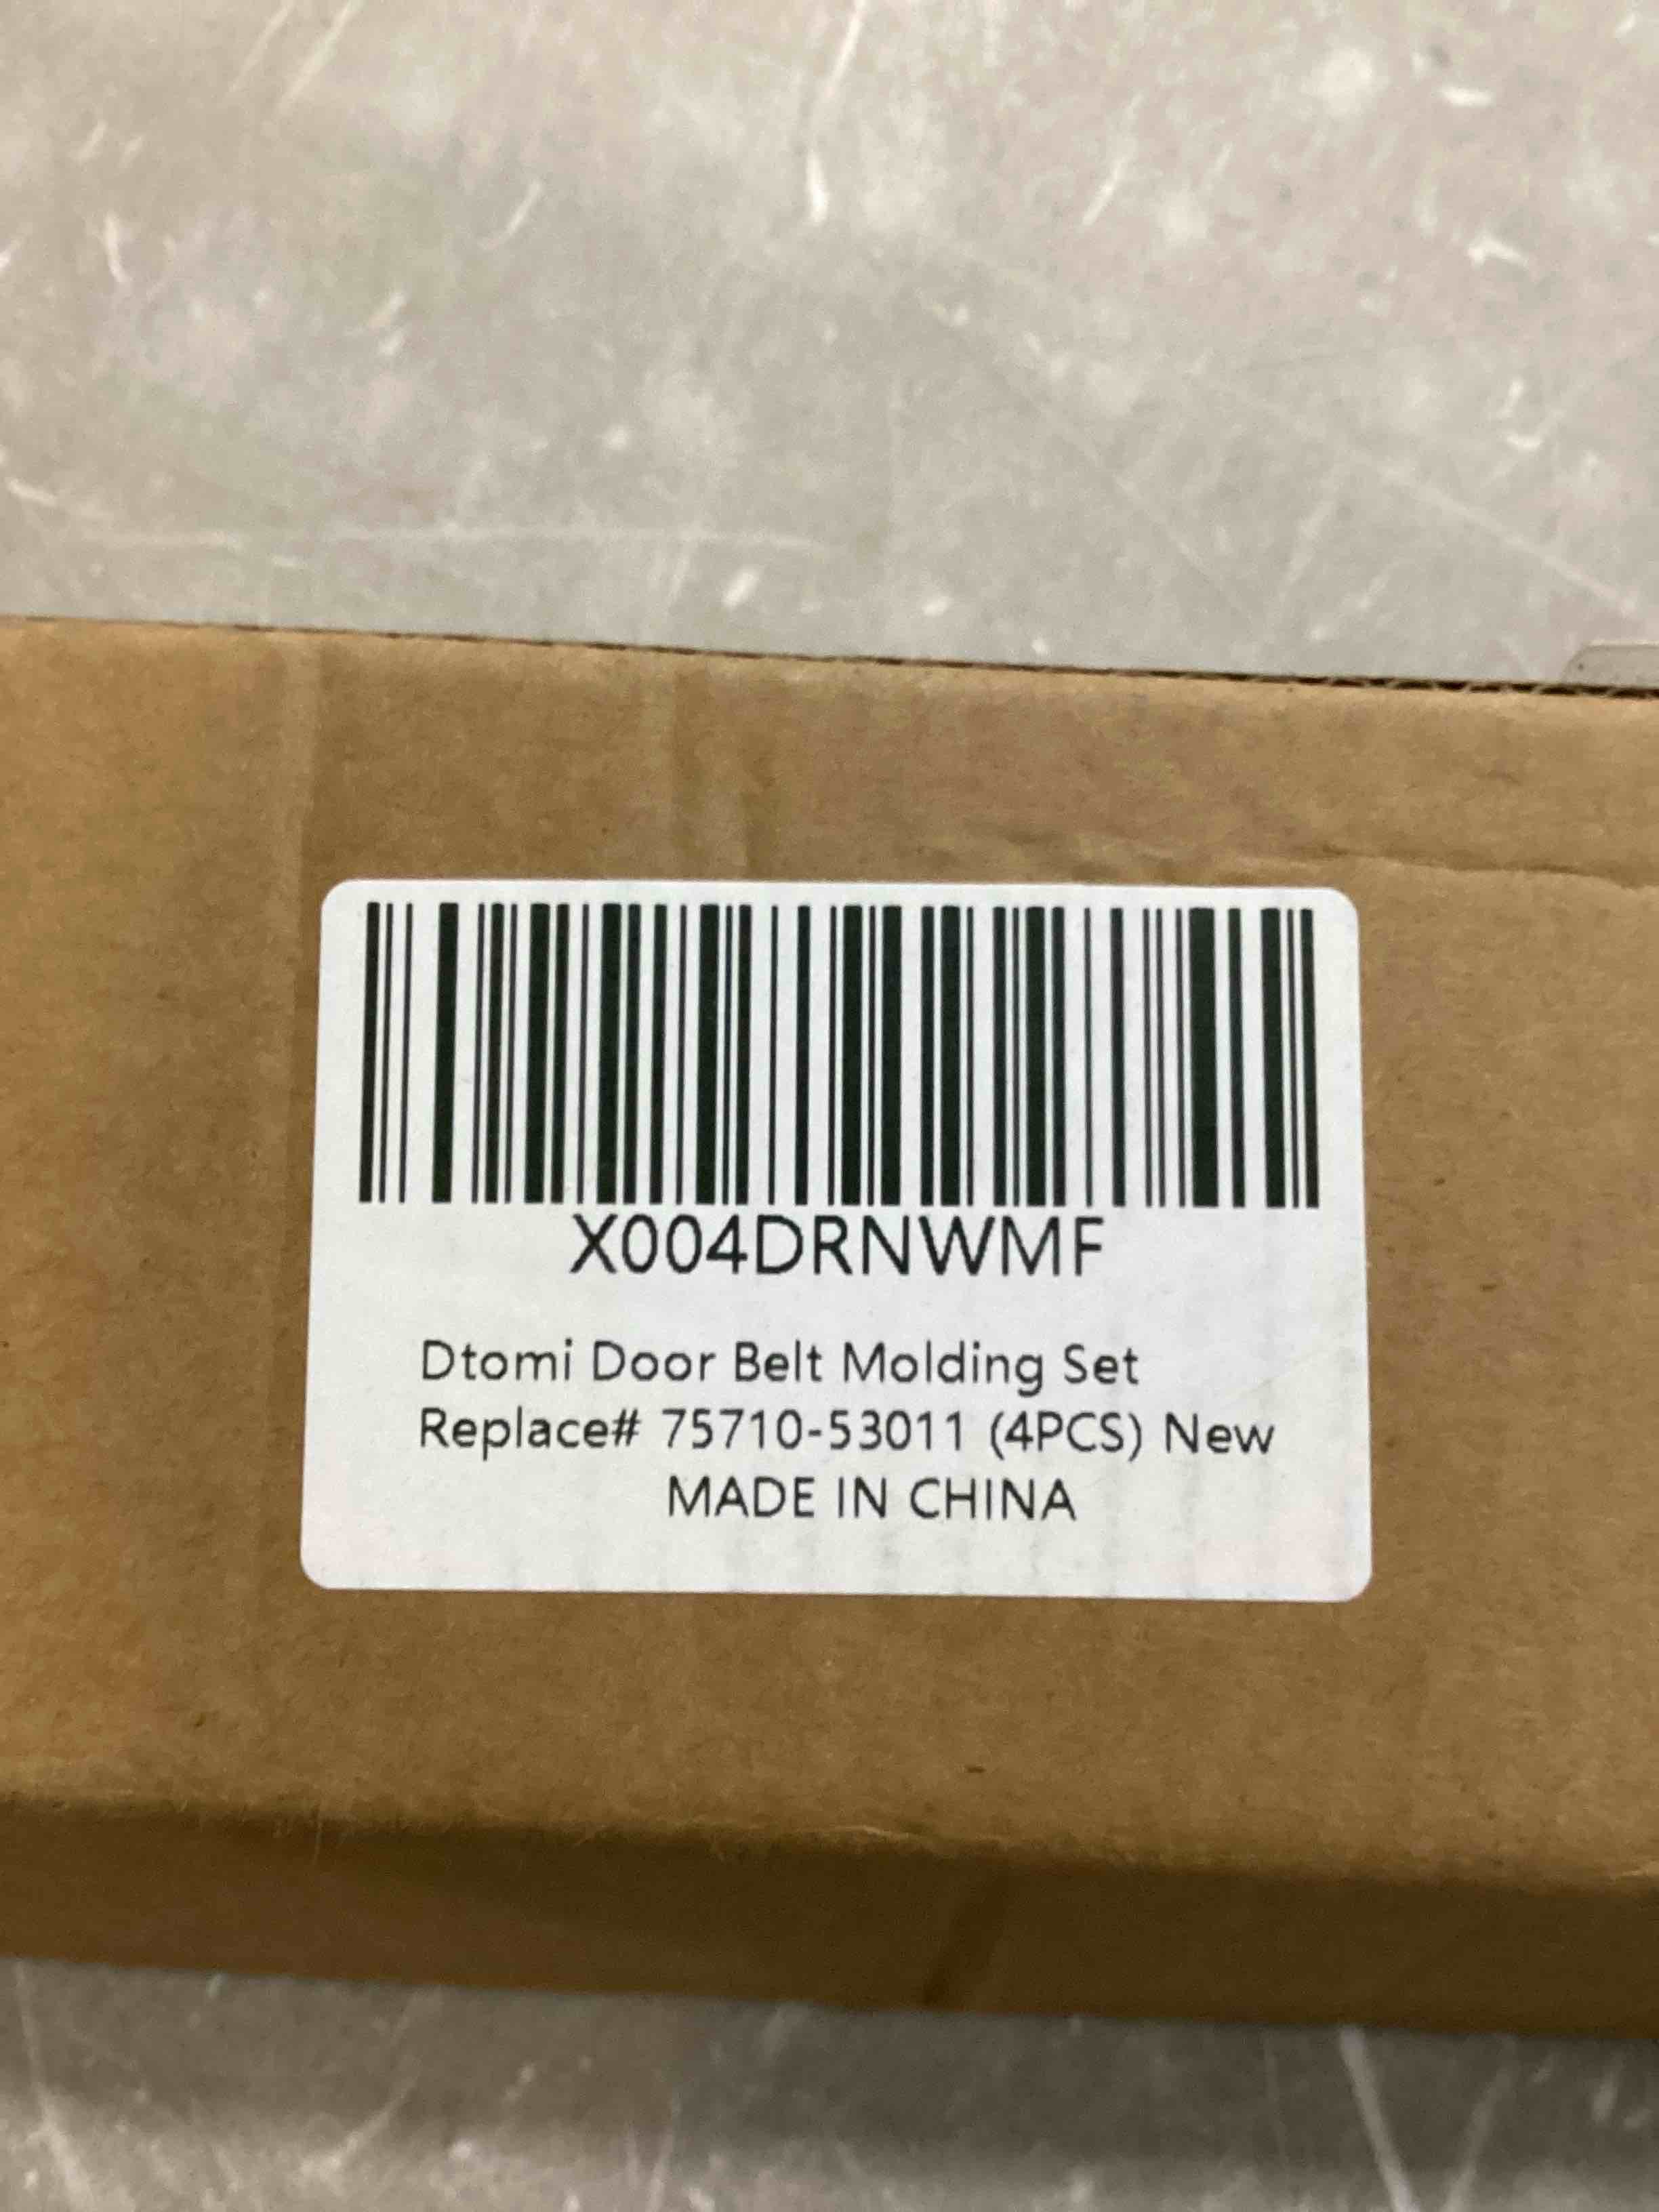 X004DRNWMF
Dtomi Door Belt Molding Set
Replace# 75710-53011 (4PCS) New
MADE IN CHINA